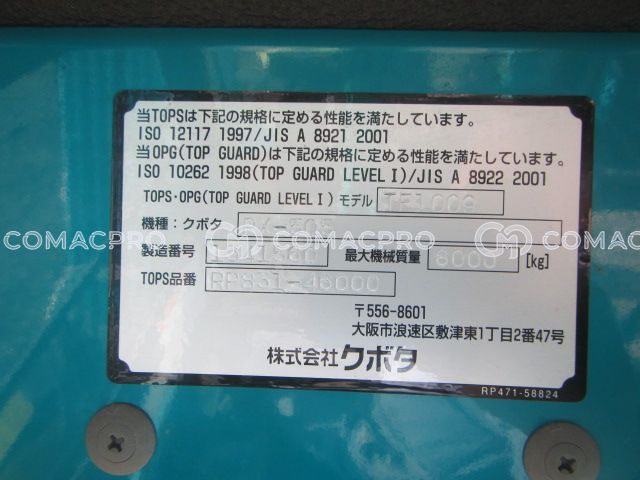 当TOPSは下記の規格に定める性能を満たしています。
ISO 12117 1997/JIS A 8921 2001
当OPG(TOP GUARD)は下記の規格に定める性能を満たしています。
ISO 10262 1998(TOP GUARD LEVEL I)/JIS A 8922 2001
TOPS・OPG(TOP GUARD LEVEL I) モデル
機種：クボタ
COMACPRO COMACPRO
製造番号 最大機械質量 [kg]
TOPS品番 RP831-46000
〒556-8601
大阪市浪速区敷津東1丁目2番47号
株式会社クボタ
RP471-58824